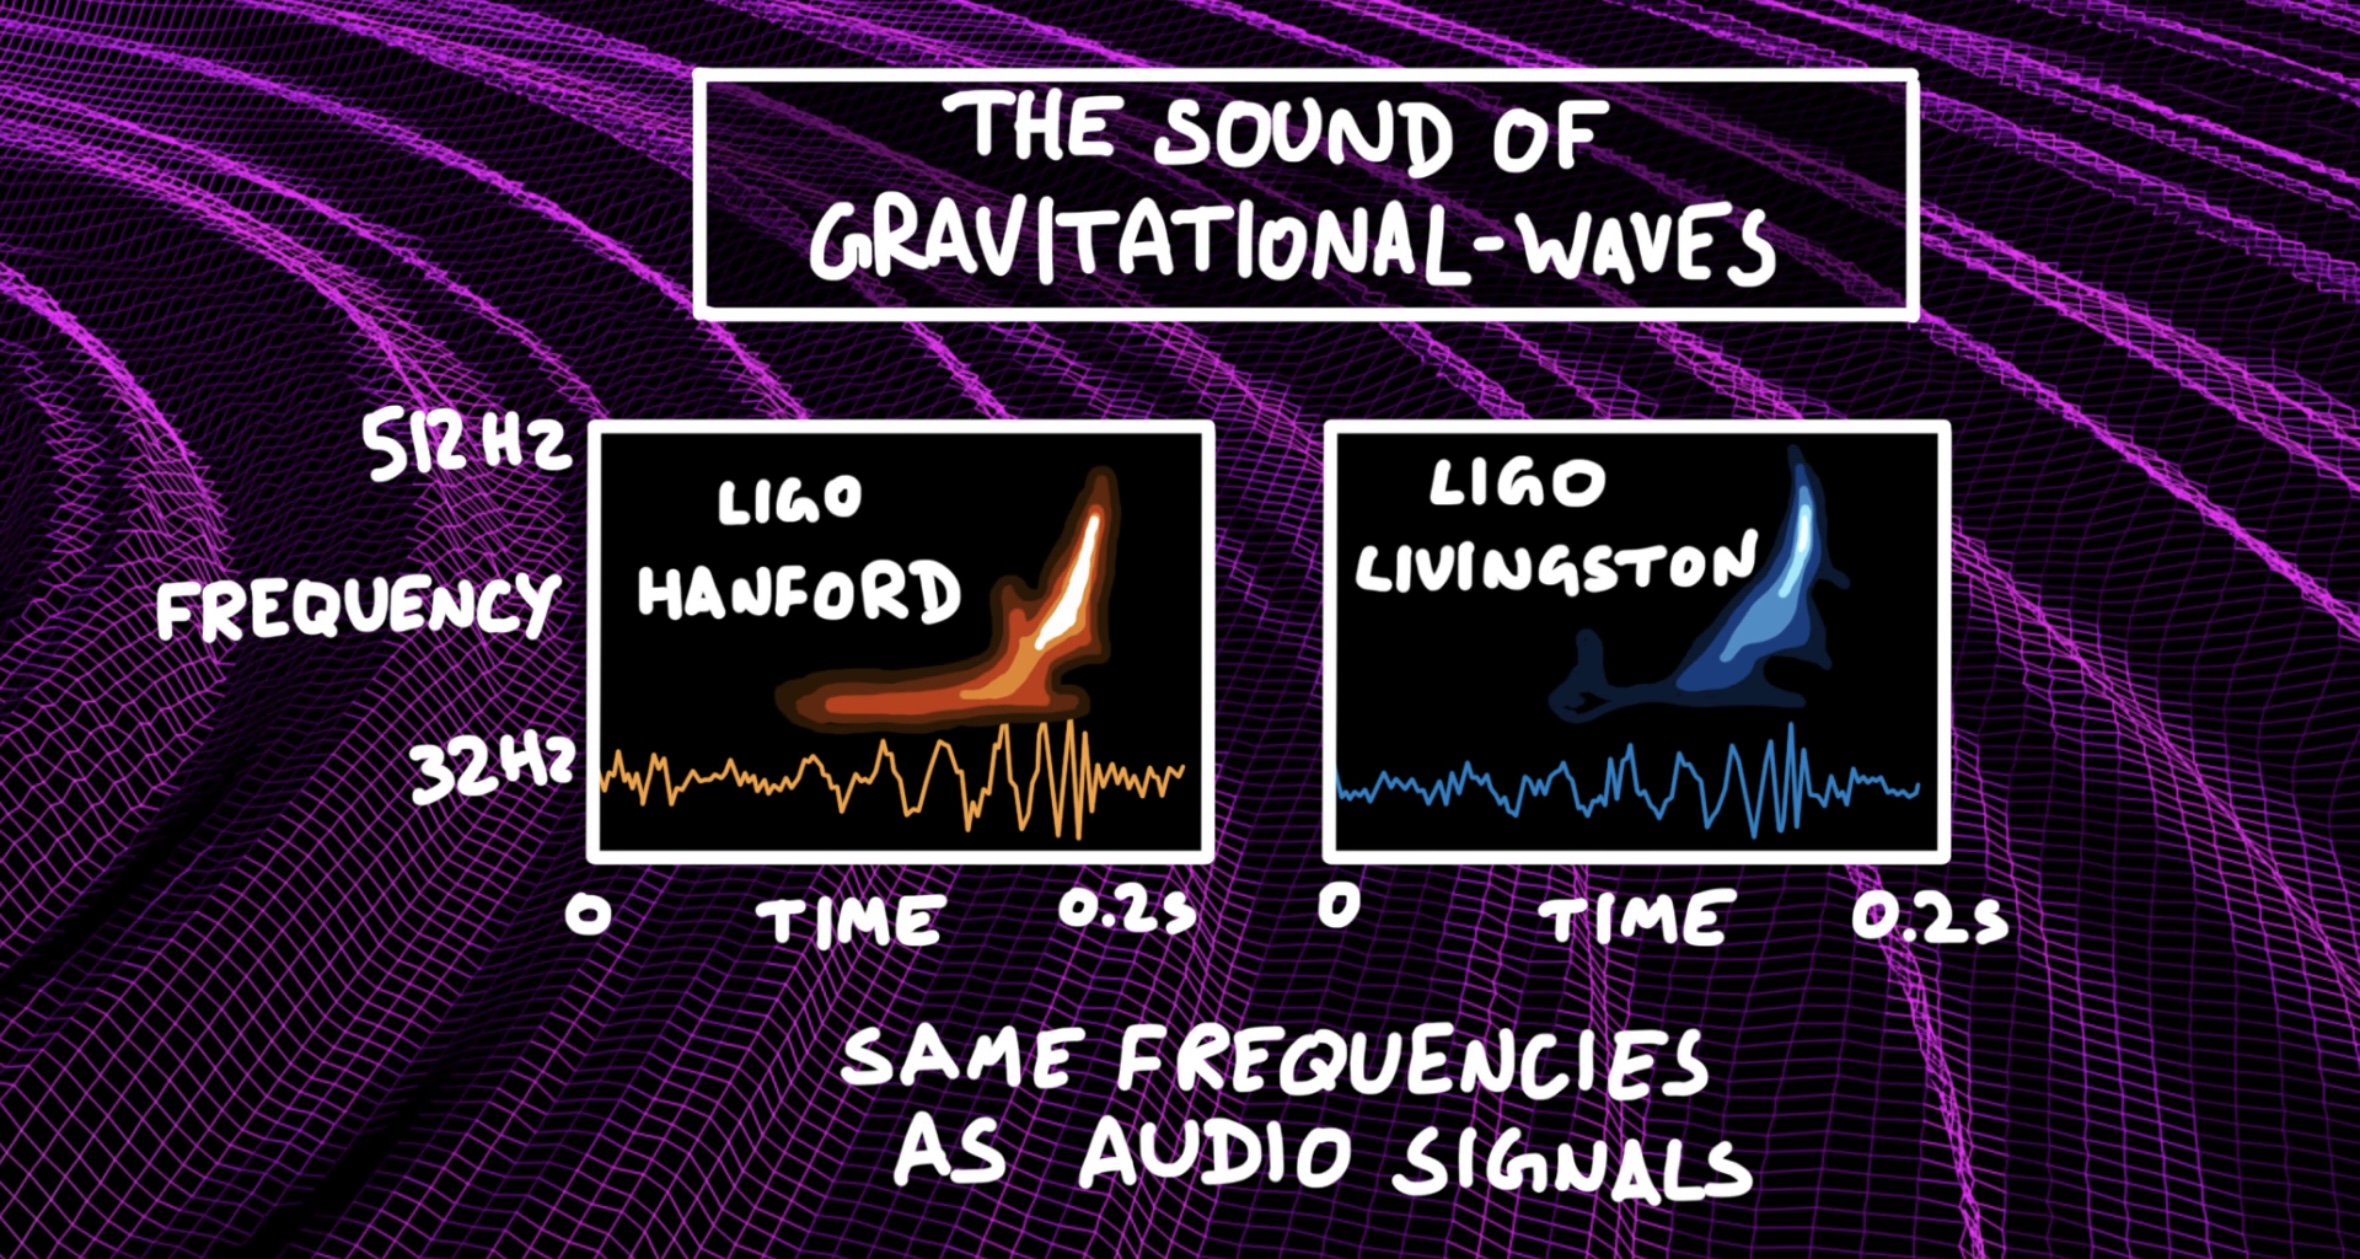 THE SOUND OF
GRAVITATIONAL-WAVES
512 Hz
FREQUENCY
32Hz
LIGO
HANFORD
0 TIME 0.2s
LIGO
LIVINGSTON
0 TIME 0.2s
SAME FREQUENCIES
AS AUDIO SIGNALS